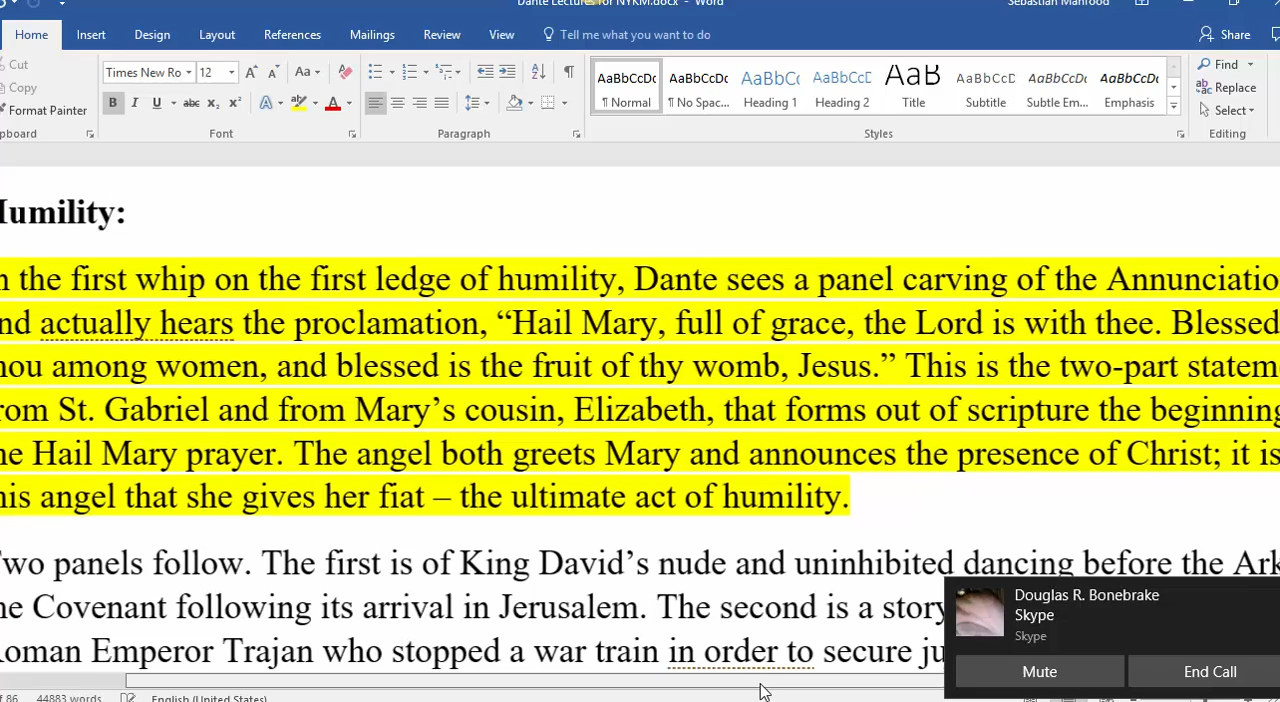 Dante Lectures for NYKM.docx - Word
Sebastian Mahfood
Home Insert Design Layout References Mailings Review View Tell me what you want to do Share
Cut
Copy
Format Painter
Times New Ro 12 Aa
B I U abc X₂ X² A A
AaBbCcDc AaBbCcDc AaBbCc AaBbCcD AaB AaBbCcD AaBbCcDc AaBbCcDc
¶ Normal ¶ No Spac... Heading 1 Heading 2 Title Subtitle Subtle Em... Emphasis
Find
Replace
Select
pboard Font Paragraph Styles Editing
Humility:
n the first whip on the first ledge of humility, Dante sees a panel carving of the Annunciatio
nd actually hears the proclamation, “Hail Mary, full of grace, the Lord is with thee. Blessed
hou among women, and blessed is the fruit of thy womb, Jesus.” This is the two-part statem
rom St. Gabriel and from Mary’s cousin, Elizabeth, that forms out of scripture the beginning
he Hail Mary prayer. The angel both greets Mary and announces the presence of Christ; it is
his angel that she gives her fiat – the ultimate act of humility.
Two panels follow. The first is of King David’s nude and uninhibited dancing before the Ark
he Covenant following its arrival in Jerusalem. The second is a story
Roman Emperor Trajan who stopped a war train in order to secure ju
Douglas R. Bonebrake
Skype
Skype
Mute End Call
of 86 44883 words English (United States)